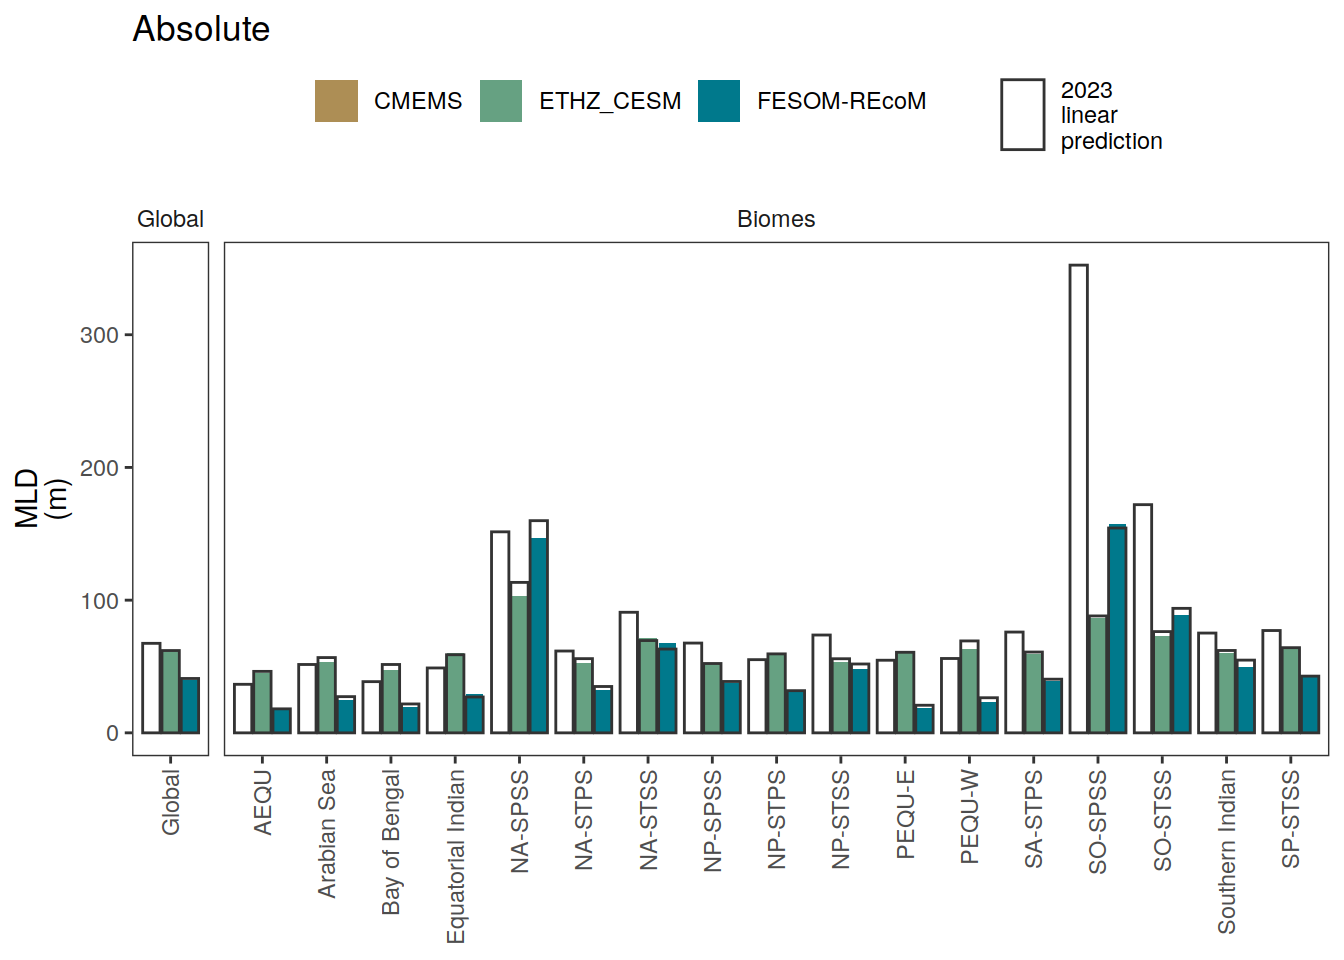 Absolute
CMEMS
ETHZ_CESM
FESOM-REcoM
2023
linear
prediction
Global
Biomes
MLD
(m)
300
200
100
0
Global
AEQU
Arabian Sea
Bay of Bengal
Equatorial Indian
NA-SPSS
NA-STPS
NA-STSS
NP-SPSS
NP-STPS
NP-STSS
PEQU-E
PEQU-W
SA-STPS
SO-SPSS
SO-STSS
Southern Indian
SP-STSS